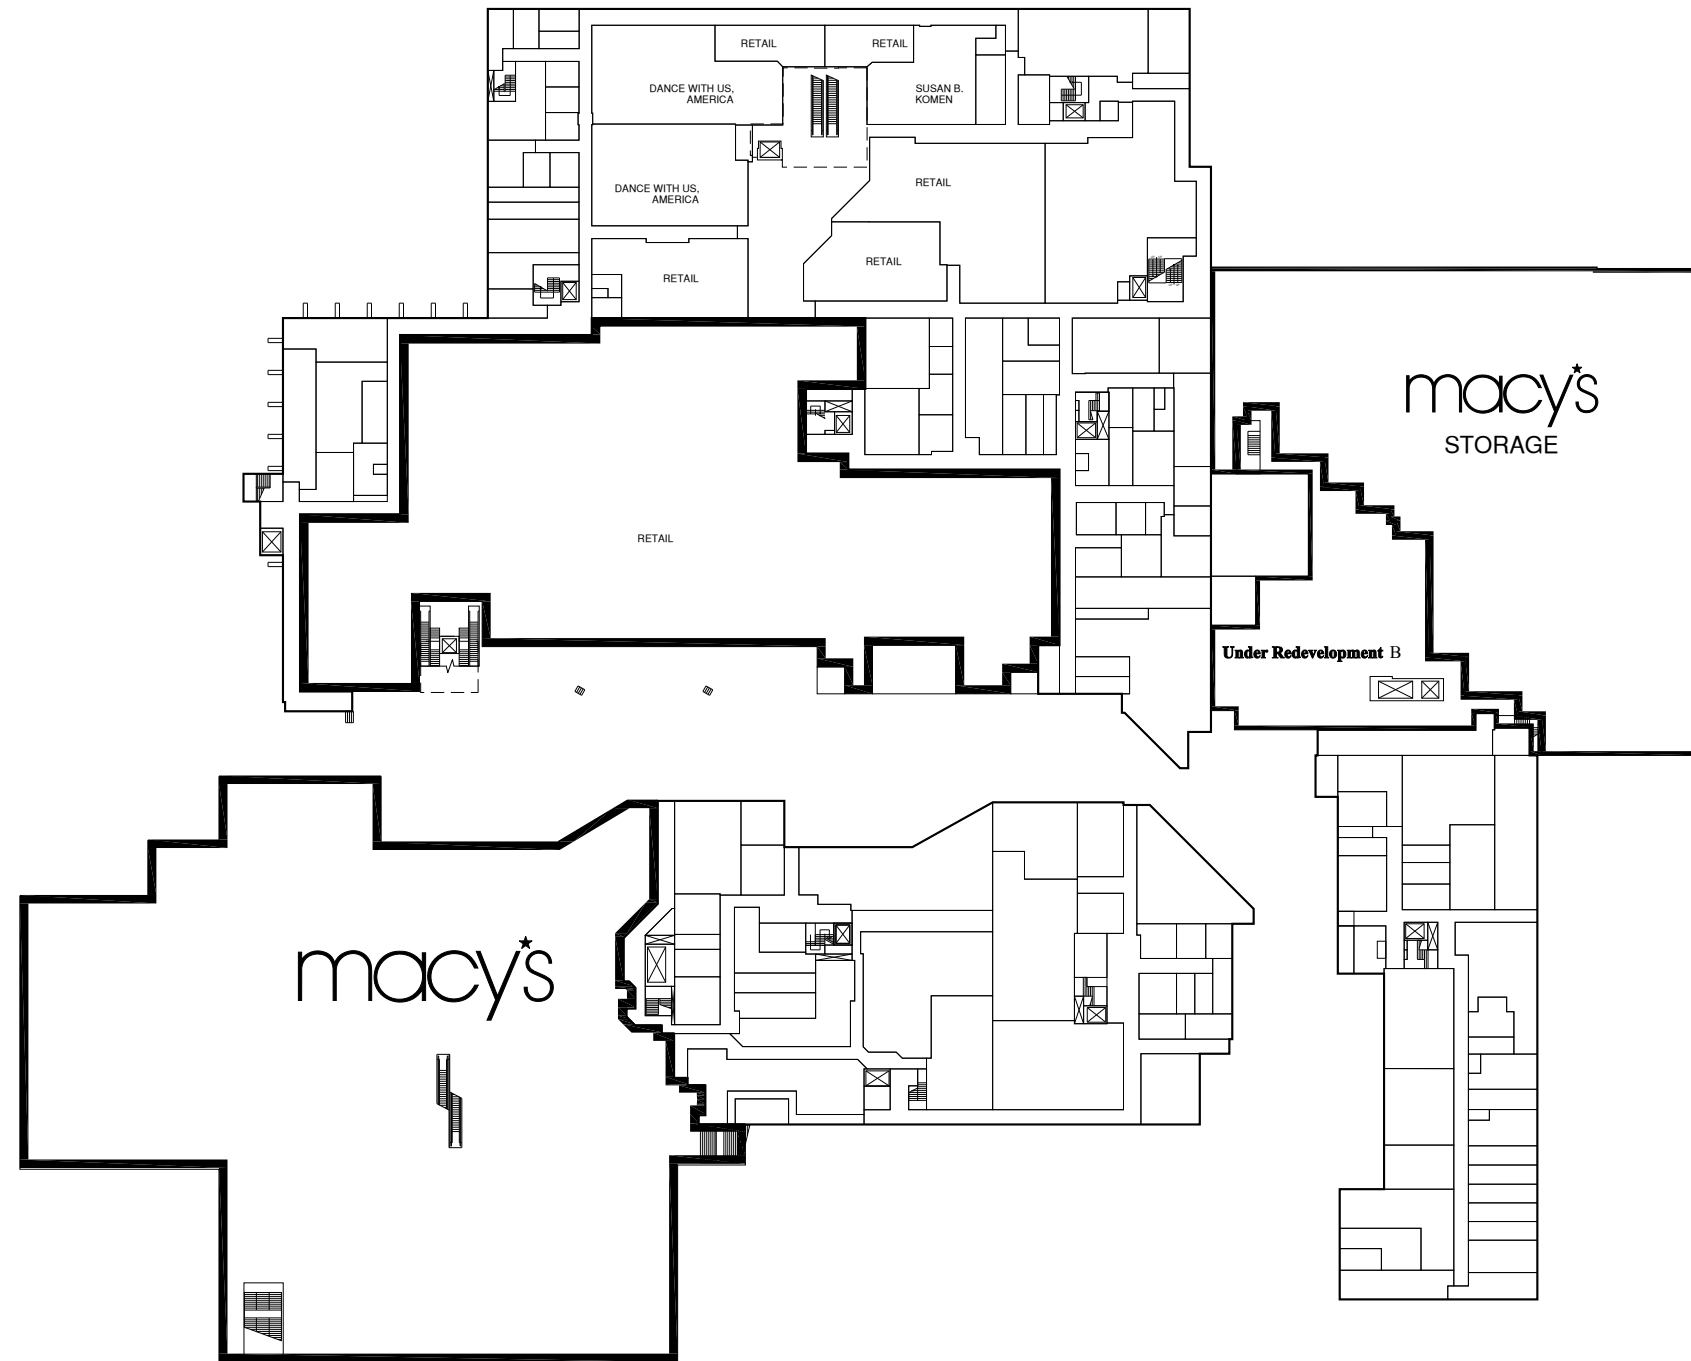 RETAIL
RETAIL
DANCE WITH US,
AMERICA
SUSAN B.
KOMEN
DANCE WITH US,
AMERICA
RETAIL
RETAIL
RETAIL
macy's
STORAGE
RETAIL
Under Redevelopment B
macy's